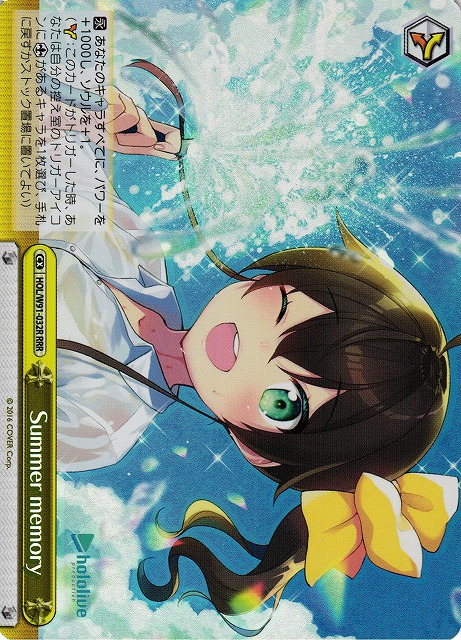 【永】 あなたのキャラすべてに、パワーを
＋1000し、ソウルを＋1。
（　：このカードがトリガーした時、あ
なたは自分の控え室のトリガーアイコ
ンに　があるキャラを1枚選び、手札
に戻すかストック置場に置いてよい）
CX HOL/W91-032R RRR
Summer memory
© 2016 COVER Corp.
hololive
production